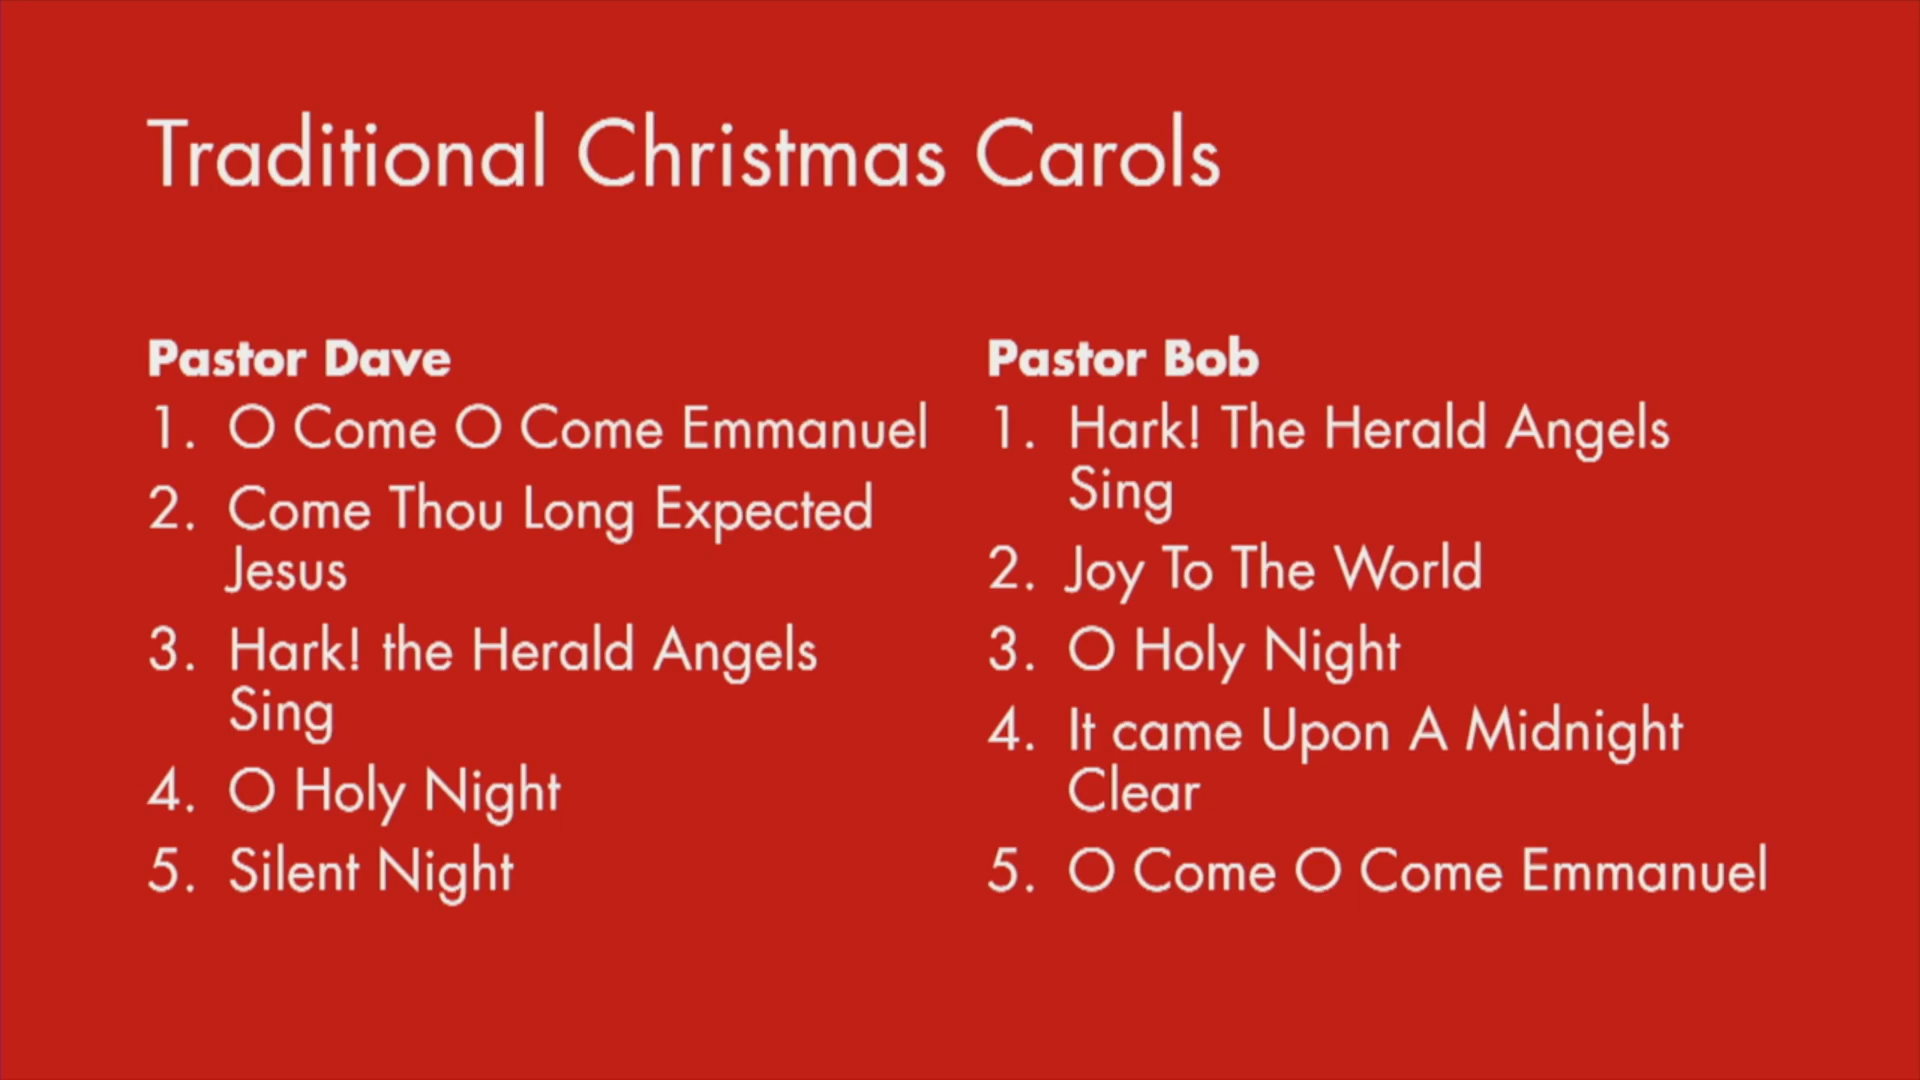 Traditional Christmas Carols
Pastor Dave
1. O Come O Come Emmanuel
2. Come Thou Long Expected
Jesus
3. Hark! the Herald Angels
Sing
4. O Holy Night
5. Silent Night
Pastor Bob
1. Hark! The Herald Angels
Sing
2. Joy To The World
3. O Holy Night
4. It came Upon A Midnight
Clear
5. O Come O Come Emmanuel